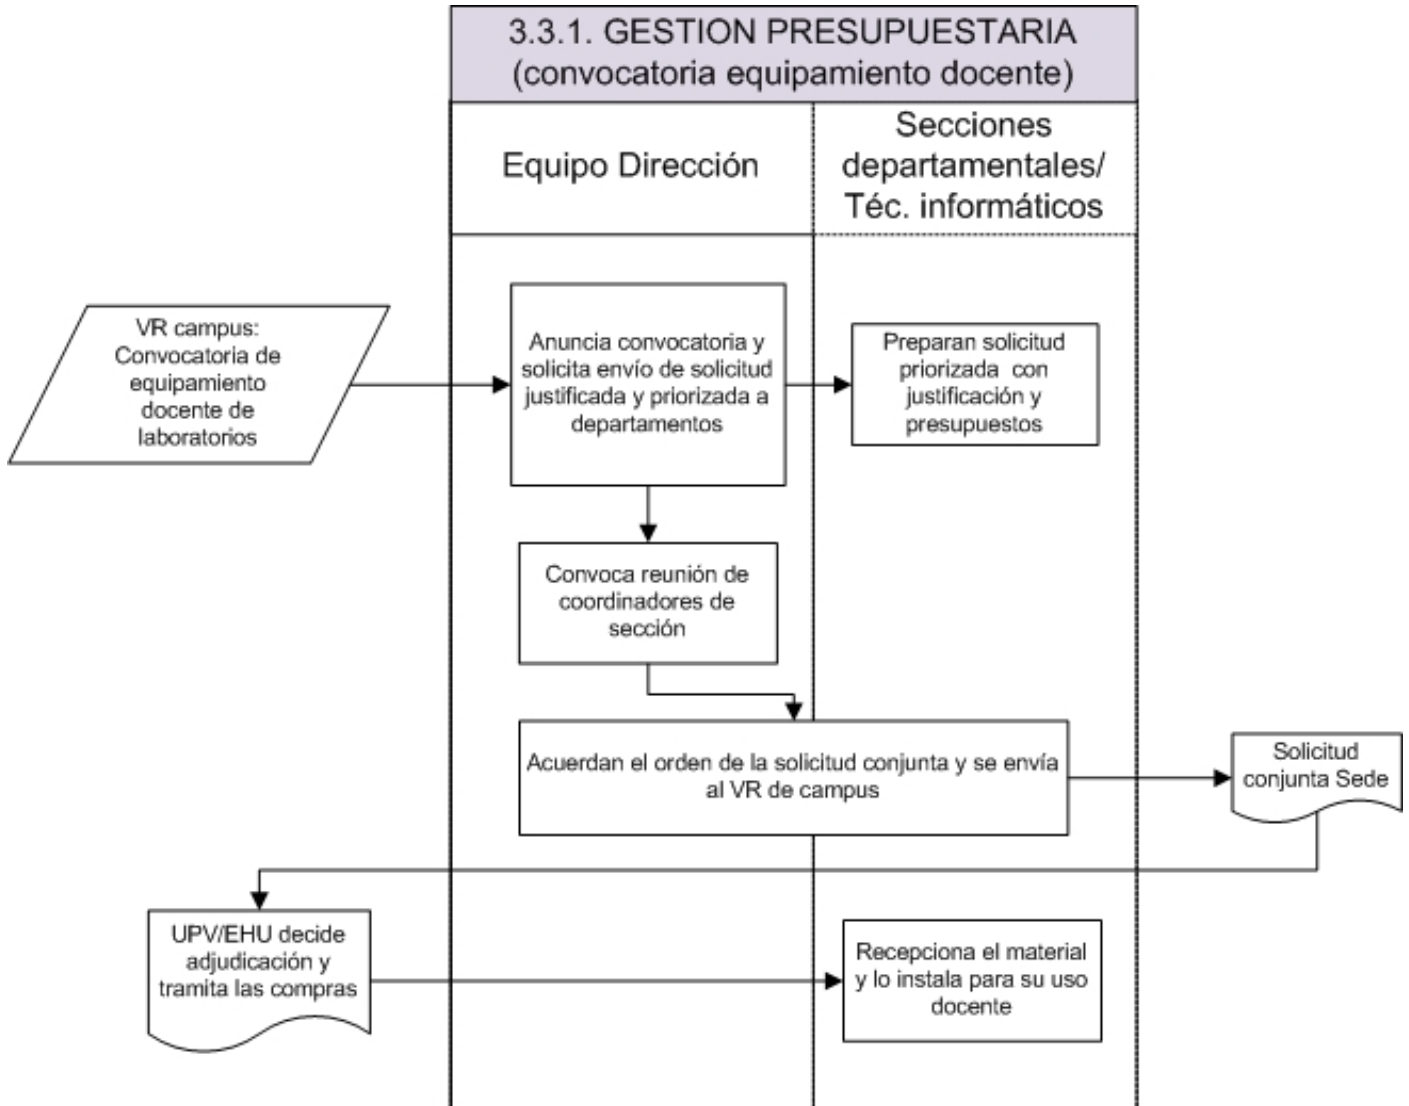 3.3.1. GESTION PRESUPUESTARIA
(convocatoria equipamiento docente)
Equipo Dirección
Secciones
departamentales/
Téc. informáticos
VR campus:
Convocatoria de
equipamiento
docente de
laboratorios
Anuncia convocatoria y
solicita envío de solicitud
justificada y priorizada a
departamentos
Preparan solicitud
priorizada con
justificación y
presupuestos
Convoca reunión de
coordinadores de
sección
Acuerdan el orden de la solicitud conjunta y se envía
al VR de campus
Solicitud
conjunta Sede
UPV/EHU decide
adjudicación y
tramita las compras
Recepciona el material
y lo instala para su uso
docente